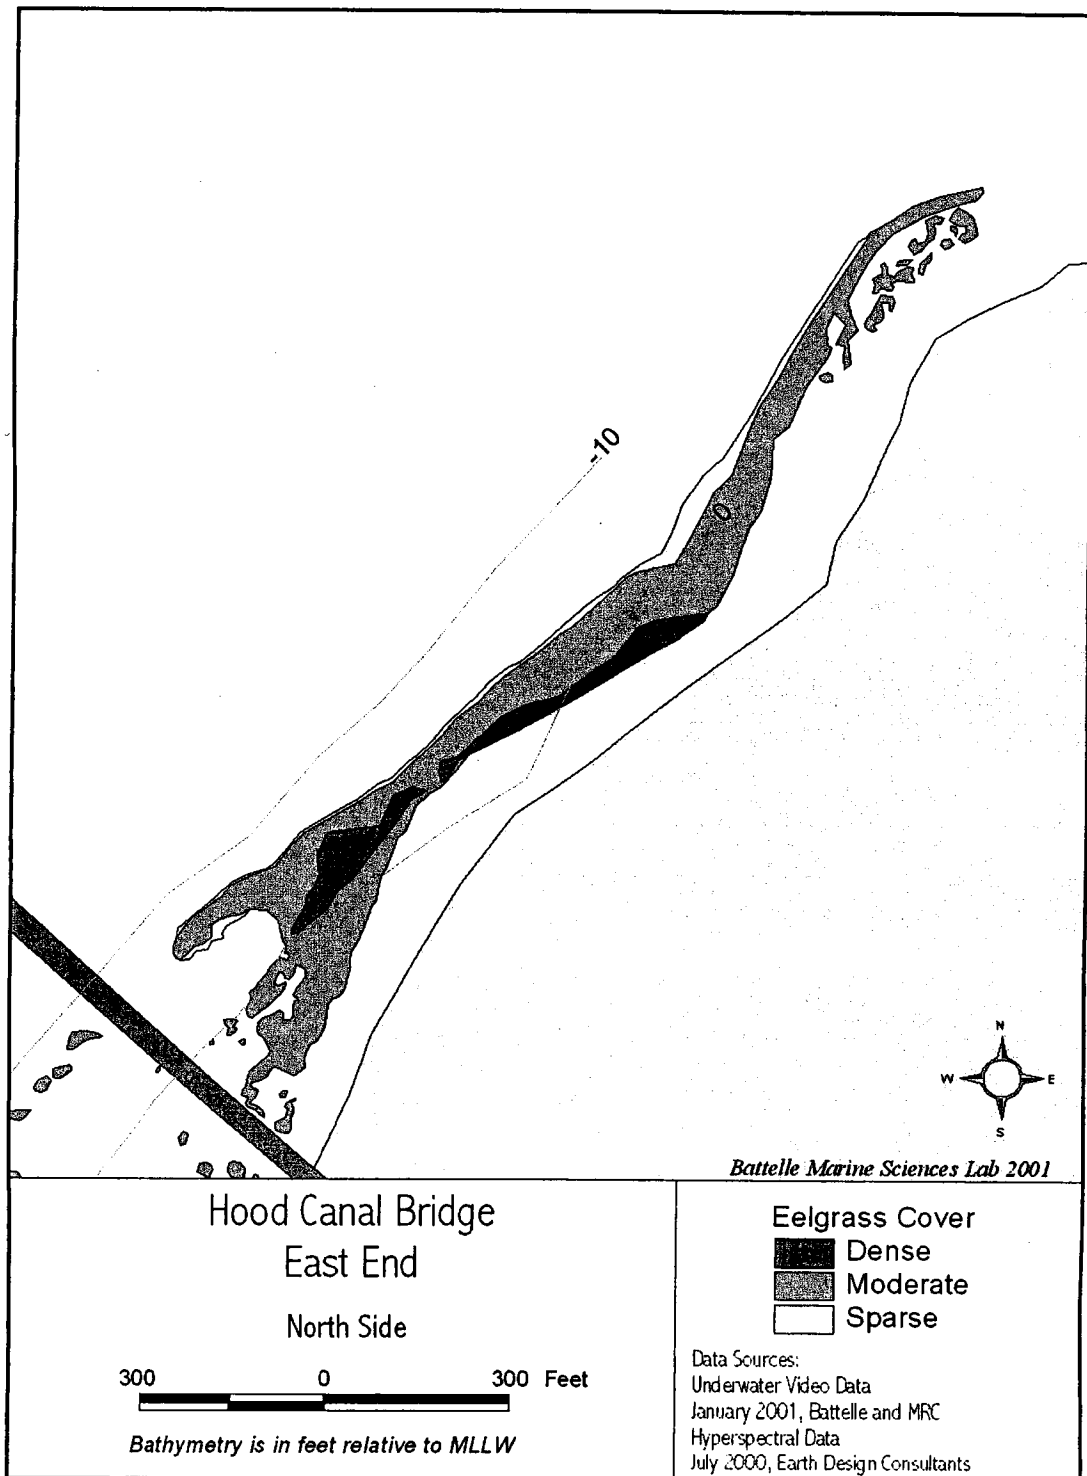 -10
0
N
W E
S
Battelle Marine Sciences Lab 2001
Hood Canal Bridge
East End
North Side
300 0 300 Feet
Bathymetry is in feet relative to MLLW
Eelgrass Cover
Dense
Moderate
Sparse
Data Sources:
Underwater Video Data
January 2001, Battelle and MRC
Hyperspectral Data
July 2000, Earth Design Consultants